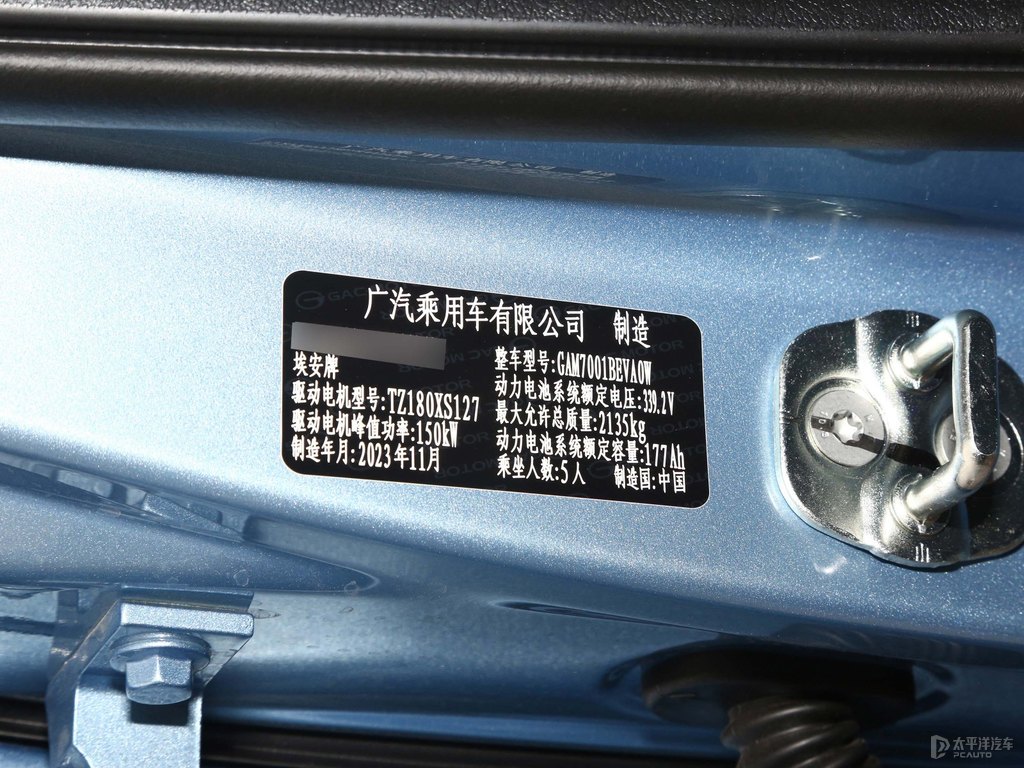 广汽乘用车有限公司 制造
埃安牌
驱动电机型号:TZ180XS127
驱动电机峰值功率:150kW
制造年月:2023年11月
整车型号:GAM7001BEVA0W
动力电池系统额定电压:339.2V
最大允许总质量:2135kg
动力电池系统额定容量:177Ah
乘坐人数:5人 制造国:中国
太平洋汽车
PCAUTO